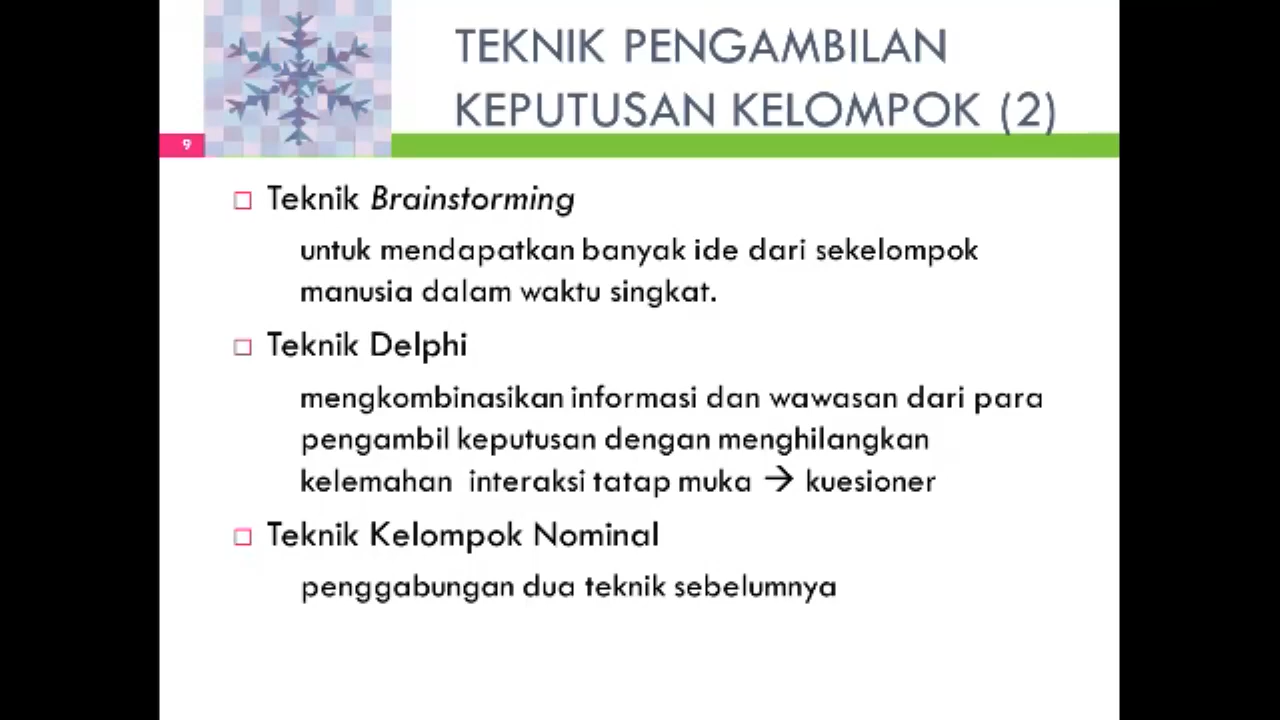 TEKNIK PENGAMBILAN
KEPUTUSAN KELOMPOK (2)
9
□ Teknik Brainstorming
untuk mendapatkan banyak ide dari sekelompok
manusia dalam waktu singkat.
□ Teknik Delphi
mengkombinasikan informasi dan wawasan dari para
pengambil keputusan dengan menghilangkan
kelemahan interaksi tatap muka → kuesioner
□ Teknik Kelompok Nominal
penggabungan dua teknik sebelumnya